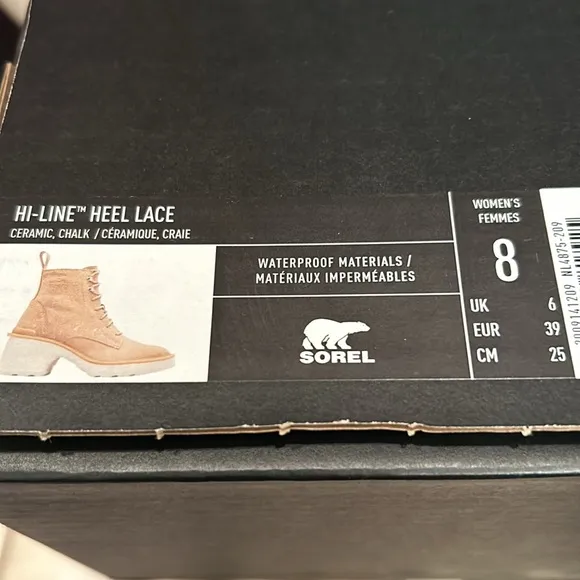 HI-LINE™ HEEL LACE
CERAMIC, CHALK / CÉRAMIQUE, CRAIE
WATERPROOF MATERIALS /
MATÉRIAUX IMPERMÉABLES
SOREL
WOMEN'S
FEMMES
8
UK 6
EUR 39
CM 25
2009141209 NL4875-209